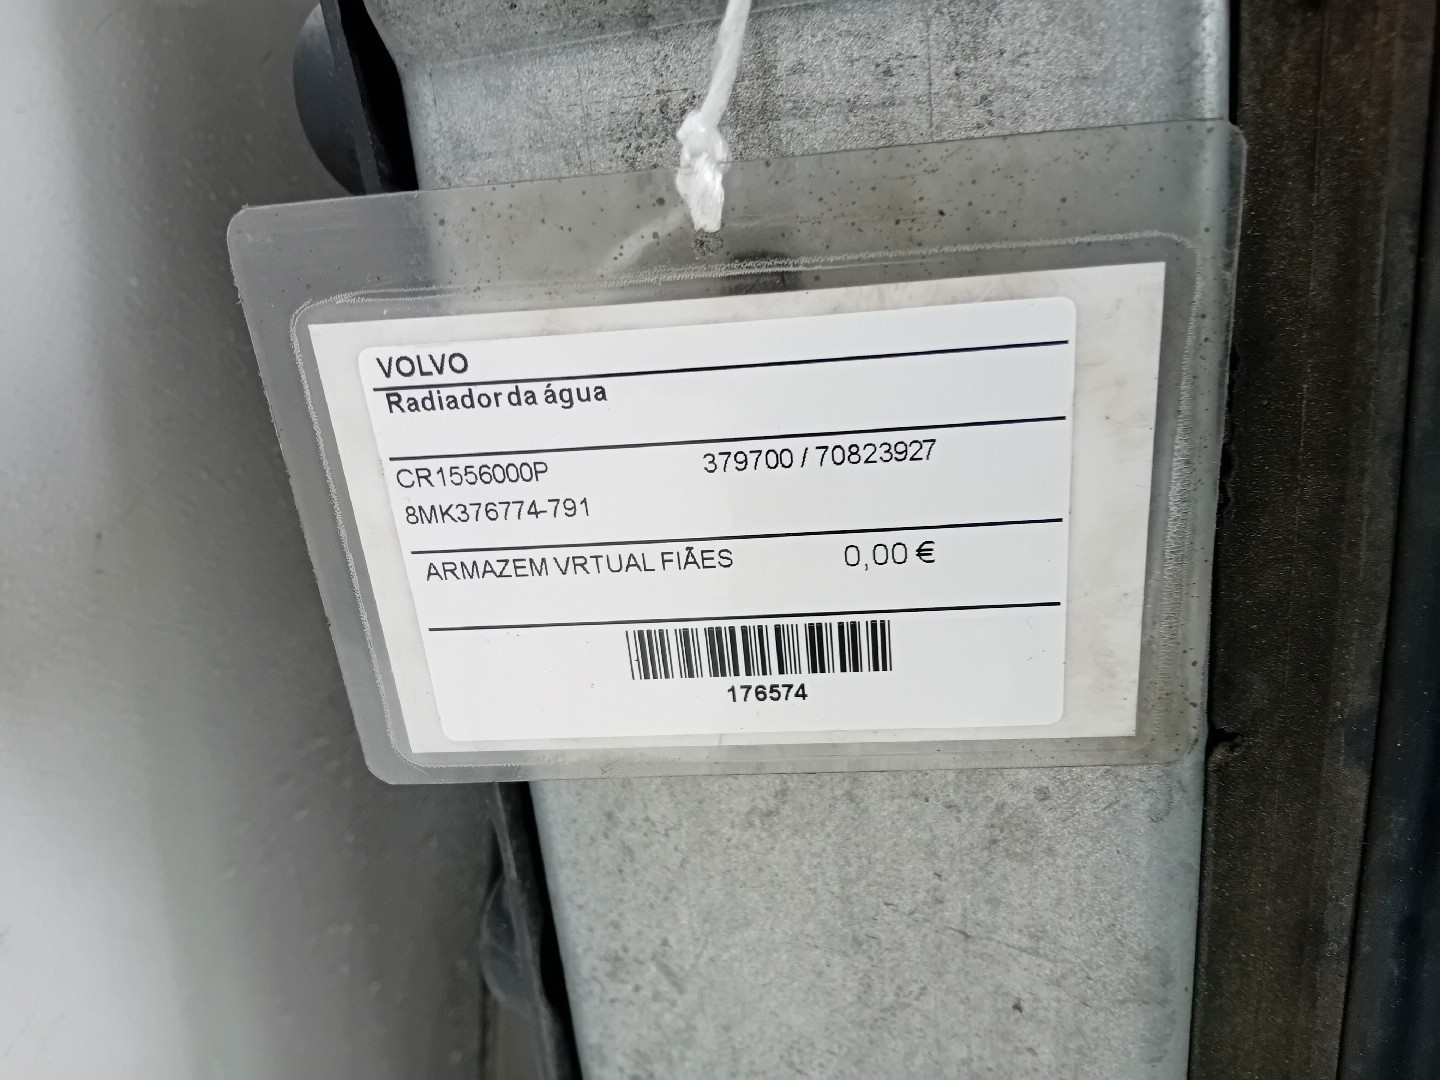 VOLVO
Radiador da água
CR1556000P 379700 / 70823927
8MK376774-791
ARMAZEM VRTUAL FIÃES 0,00 €
176574